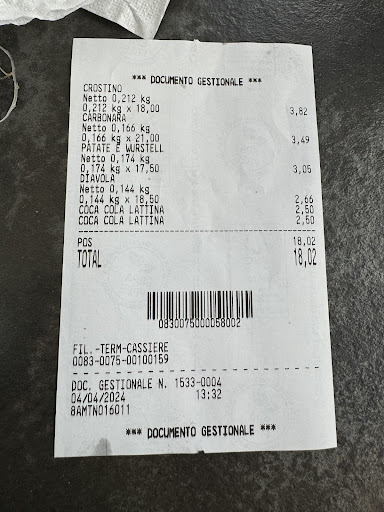 *** DOCUMENTO GESTIONALE ***
CROSTINO
Netto 0,212 kg
0,212 kg x 18,00 3,82
CARBONARA
Netto 0,166 kg
0,166 kg x 21,00 3,49
PATATE E WURSTELL
Netto 0,174 kg
0,174 kg x 17,50 3,05
DIAVOLA
Netto 0,144 kg
0,144 kg x 18,50 2,66
COCA COLA LATTINA 2,50
COCA COLA LATTINA 2,50
POS 18,02
TOTAL 18,02
0830075000058002
FIL.-TERM-CASSIERE
0083-0075-00100159
DOC. GESTIONALE N. 1533-0004
04/04/2024 13:32
8AMTN016011
*** DOCUMENTO GESTIONALE ***